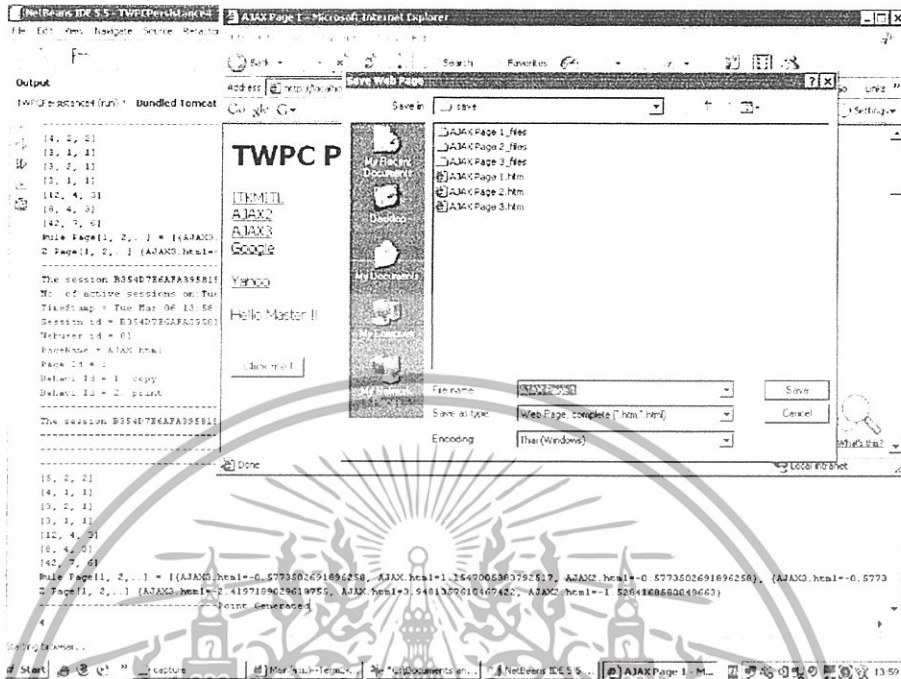 NetBeans IDE 5.5 - TWPCPersistance4
File Edit View Navigate Source Refactor
Output
TWPCPersistance4 (run) * Bundled Tomcat
[4, 2, 2]
[3, 1, 1]
[3, 2, 1]
[3, 1, 1]
[12, 4, 3]
[8, 4, 3]
[42, 7, 6]
Rule Page[1, 2,..] = [{AJAX3.
Z Page[1, 2,..] {AJAX3.html=-
The session
No. of active sessions on:Tue
TimeStamp = Tue Mar 06 13:58
Session id =
Webuser id = 61
PageName = AJAX.html
Page Id = 1
Behavi Id = 1 copy
Behavi Id = 2 print
The session
[5, 2, 2]
[4, 1, 1]
[3, 2, 1]
[3, 1, 1]
[12, 4, 3]
[8, 4, 3]
[42, 7, 6]
Rule Page[1, 2,..] = [{AJAX3.html=-0.5773502691896258, AJAX.html=1.1547005383792517, AJAX2.html=-0.5773502691896258}, {AJAX3.html=-0.5773
Z Page[1, 2,..] {AJAX3.html=-2.4197189029618755, AJAX.html=3.9481357610467422, AJAX2.html=-1.5284168580848663}
Point Generated
Starting browser...
AJAX Page 1 - Microsoft Internet Explorer
Back
Search
Favorites
Address
Links
Google
Settings
TWPC P
ITKMITL
AJAX2
AJAX3
Google
Yahoo
Hello Master !!
Click me !
Done
Local intranet
What's this?
Save Web Page
Save in:
save
My Recent Documents
Desktop
My Documents
AJAX Page 1_files
AJAX Page 2_files
AJAX Page 3_files
AJAX Page 1.htm
AJAX Page 2.htm
AJAX Page 3.htm
File name:
AJAX Page 1
Save
Save as type:
Web Page, complete (*.htm,*.html)
Cancel
Encoding:
Thai (Windows)
Start
capture
NetBeans IDE 5.5 ...
AJAX Page 1 - M...
13:59